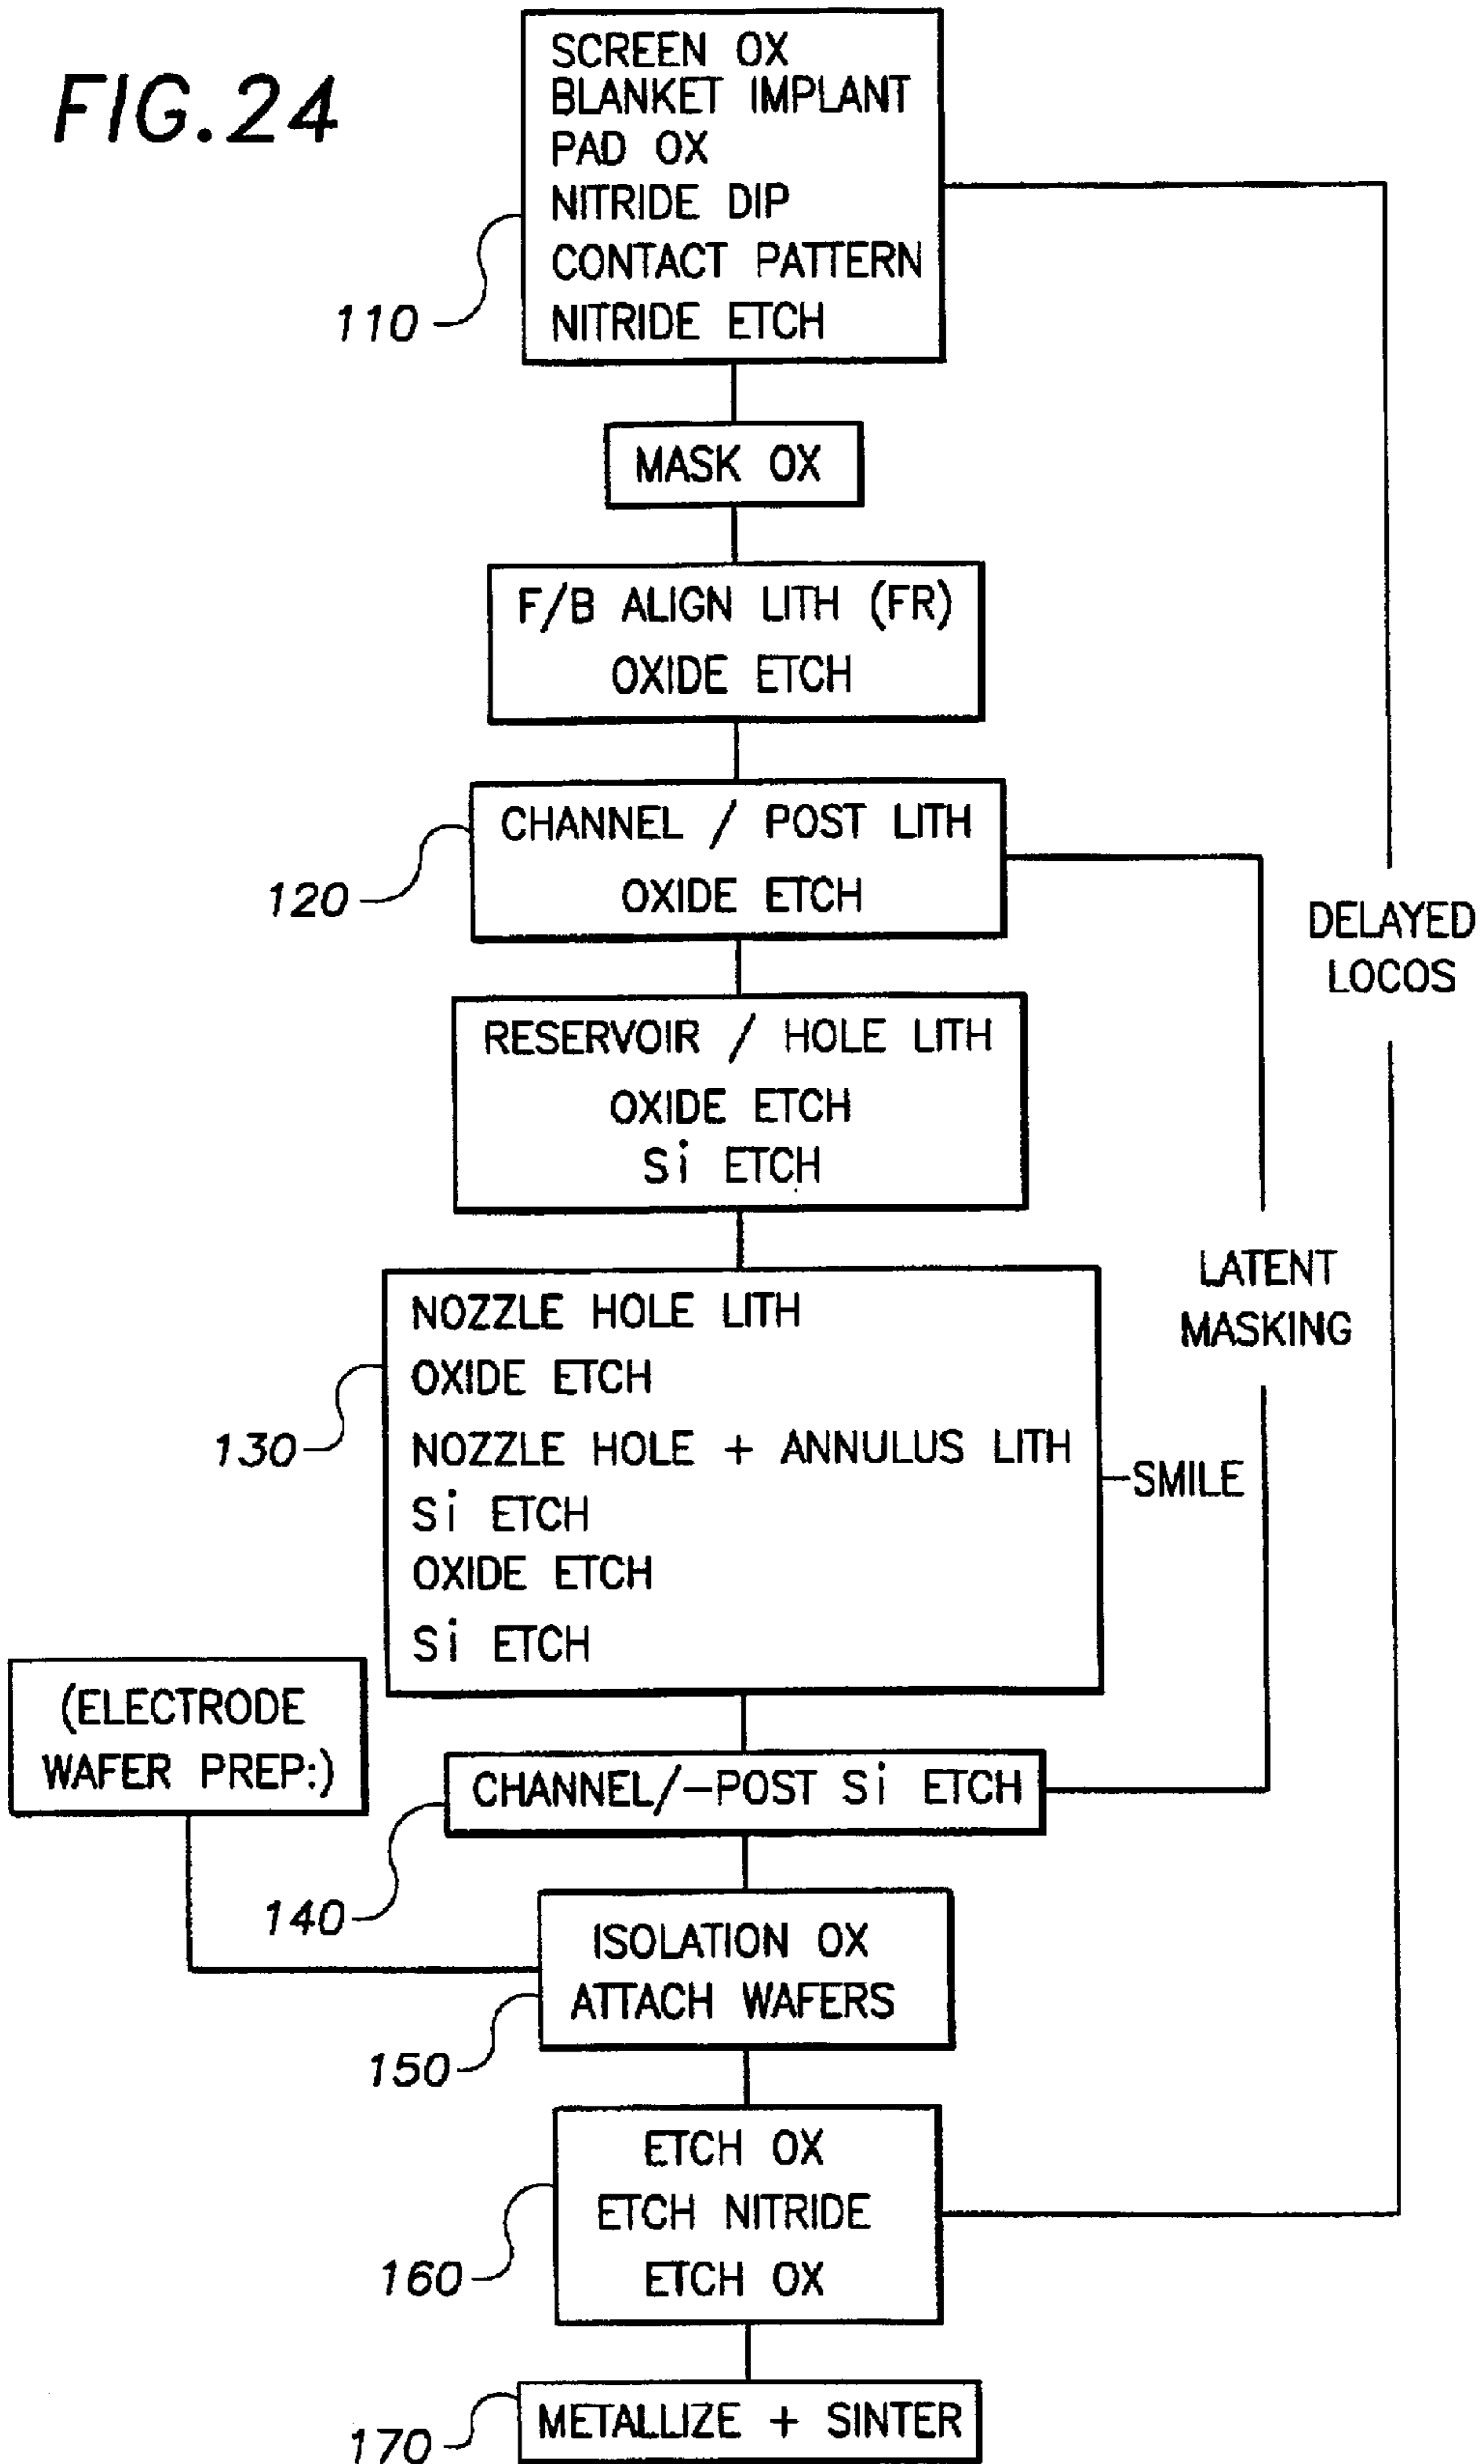 FIG.24
SCREEN OX
BLANKET IMPLANT
PAD OX
NITRIDE DIP
CONTACT PATTERN
NITRIDE ETCH
110
MASK OX
F/B ALIGN LITH (FR)
OXIDE ETCH
CHANNEL / POST LITH
OXIDE ETCH
120
DELAYED
LOCOS
RESERVOIR / HOLE LITH
OXIDE ETCH
Si ETCH
LATENT
MASKING
NOZZLE HOLE LITH
OXIDE ETCH
NOZZLE HOLE + ANNULUS LITH
Si ETCH
OXIDE ETCH
Si ETCH
130
SMILE
(ELECTRODE
WAFER PREP:)
CHANNEL/-POST Si ETCH
140
ISOLATION OX
ATTACH WAFERS
150
ETCH OX
ETCH NITRIDE
ETCH OX
160
METALLIZE + SINTER
170